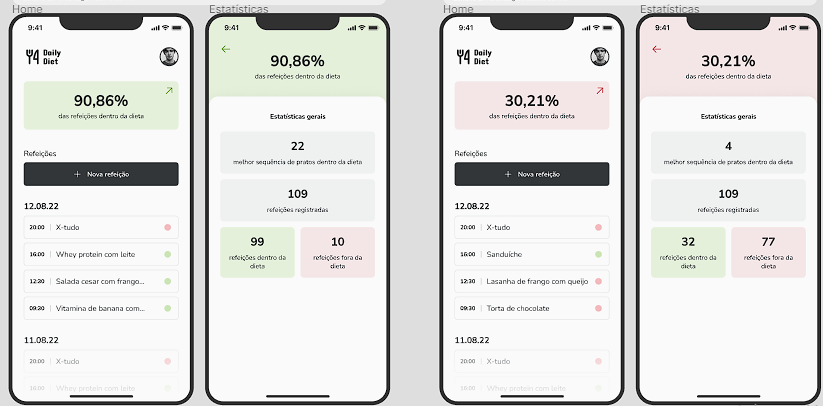 Home
9:41
Daily
Diet
90,86%
das refeições dentro da dieta
Refeições
+ Nova refeição
12.08.22
20:00 | X-tudo
16:00 | Whey protein com leite
12:30 | Salada cesar com frango...
09:30 | Vitamina de banana com...
11.08.22
20:00 | X-tudo
16:00 | Whey protein com leite
Estatísticas
9:41
90,86%
das refeições dentro da dieta
Estatísticas gerais
22
melhor sequência de pratos dentro da dieta
109
refeições registradas
99
refeições dentro da
dieta
10
refeições fora da
dieta
Home
9:41
Daily
Diet
30,21%
das refeições dentro da dieta
Refeições
+ Nova refeição
12.08.22
20:00 | X-tudo
16:00 | Sanduíche
12:30 | Lasanha de frango com queijo
09:30 | Torta de chocolate
11.08.22
20:00 | X-tudo
16:00 | Whey protein com leite
Estatísticas
9:41
30,21%
das refeições dentro da dieta
Estatísticas gerais
4
melhor sequência de pratos dentro da dieta
109
refeições registradas
32
refeições dentro da
dieta
77
refeições fora da
dieta